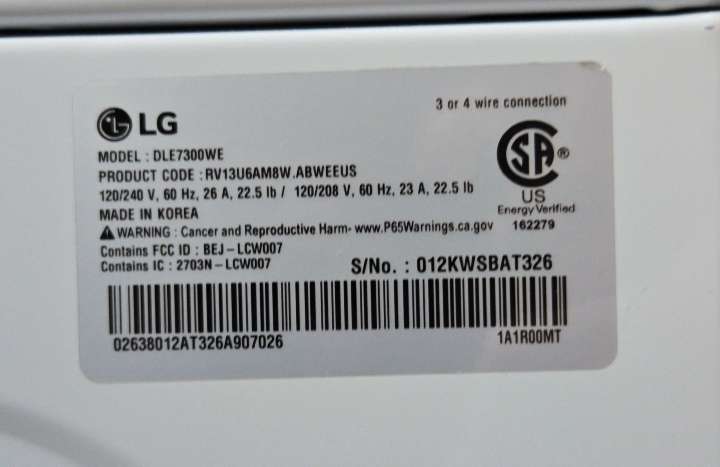 3 or 4 wire connection
LG
SA ®
US
Energy Verified
162279
MODEL : DLE7300WE
PRODUCT CODE : RV13U6AM8W.ABWEEUS
120/240 V, 60 Hz, 26 A, 22.5 lb / 120/208 V, 60 Hz, 23 A, 22.5 lb
MADE IN KOREA
WARNING : Cancer and Reproductive Harm- www.P65Warnings.ca.gov
Contains FCC ID : BEJ-LCW007
Contains IC : 2703N-LCW007
S/No. : 012KWSBAT326
02638012AT326A907026
1A1R00MT